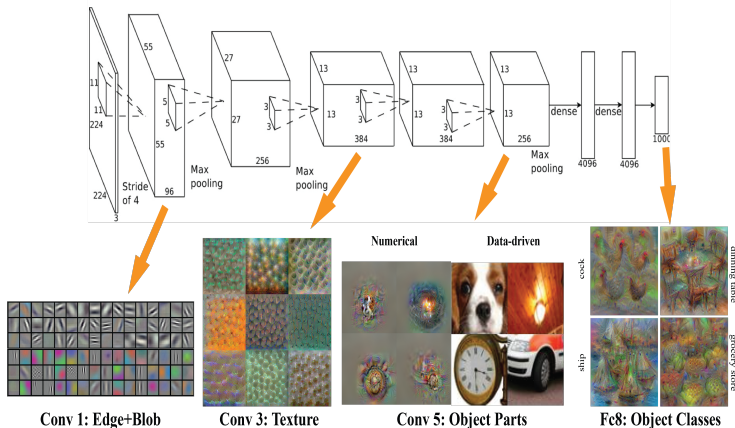 55
27
13
13
13
11
5
3
3
3
11
5
3
3
3
224
55
27
13
13
13
dense
dense
224
Stride
of 4
96
Max
pooling
256
Max
pooling
384
384
256
Max
pooling
4096
4096
1000
3
Numerical
Data-driven
cock
dinning table
ship
grocery store
Conv 1: Edge+Blob
Conv 3: Texture
Conv 5: Object Parts
Fc8: Object Classes